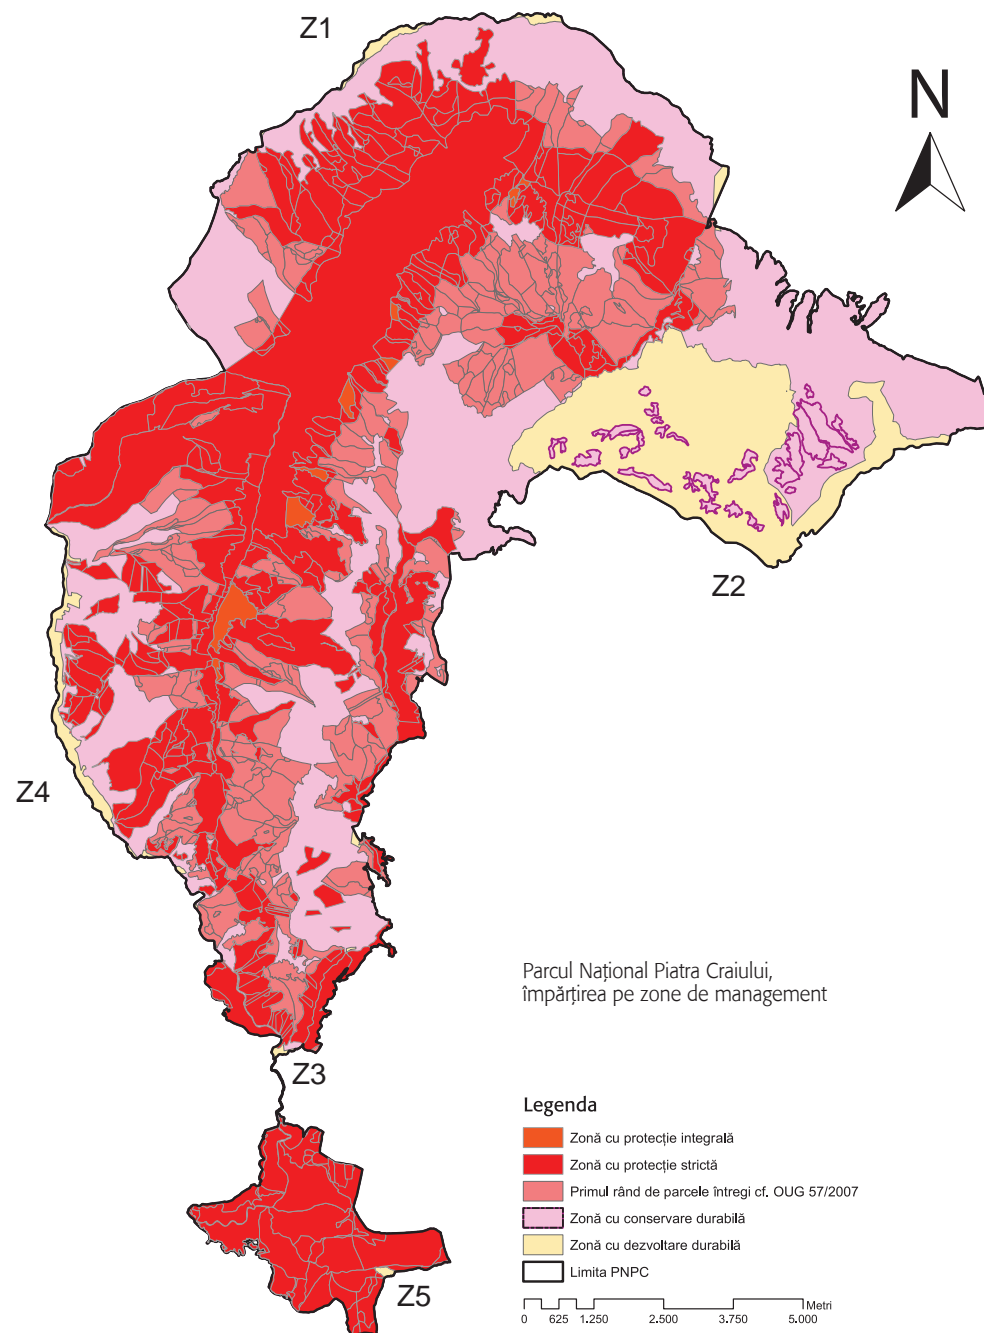 Z1
N
Z2
Z4
Parcul Național Piatra Craiului,
împărțirea pe zone de management
Z3
Legenda
Zonă cu protecție integrală
Zonă cu protecție strictă
Primul rând de parcele întregi cf. OUG 57/2007
Zonă cu conservare durabilă
Zonă cu dezvoltare durabilă
Limita PNPC
Z5
Metri
0 625 1.250 2.500 3.750 5.000